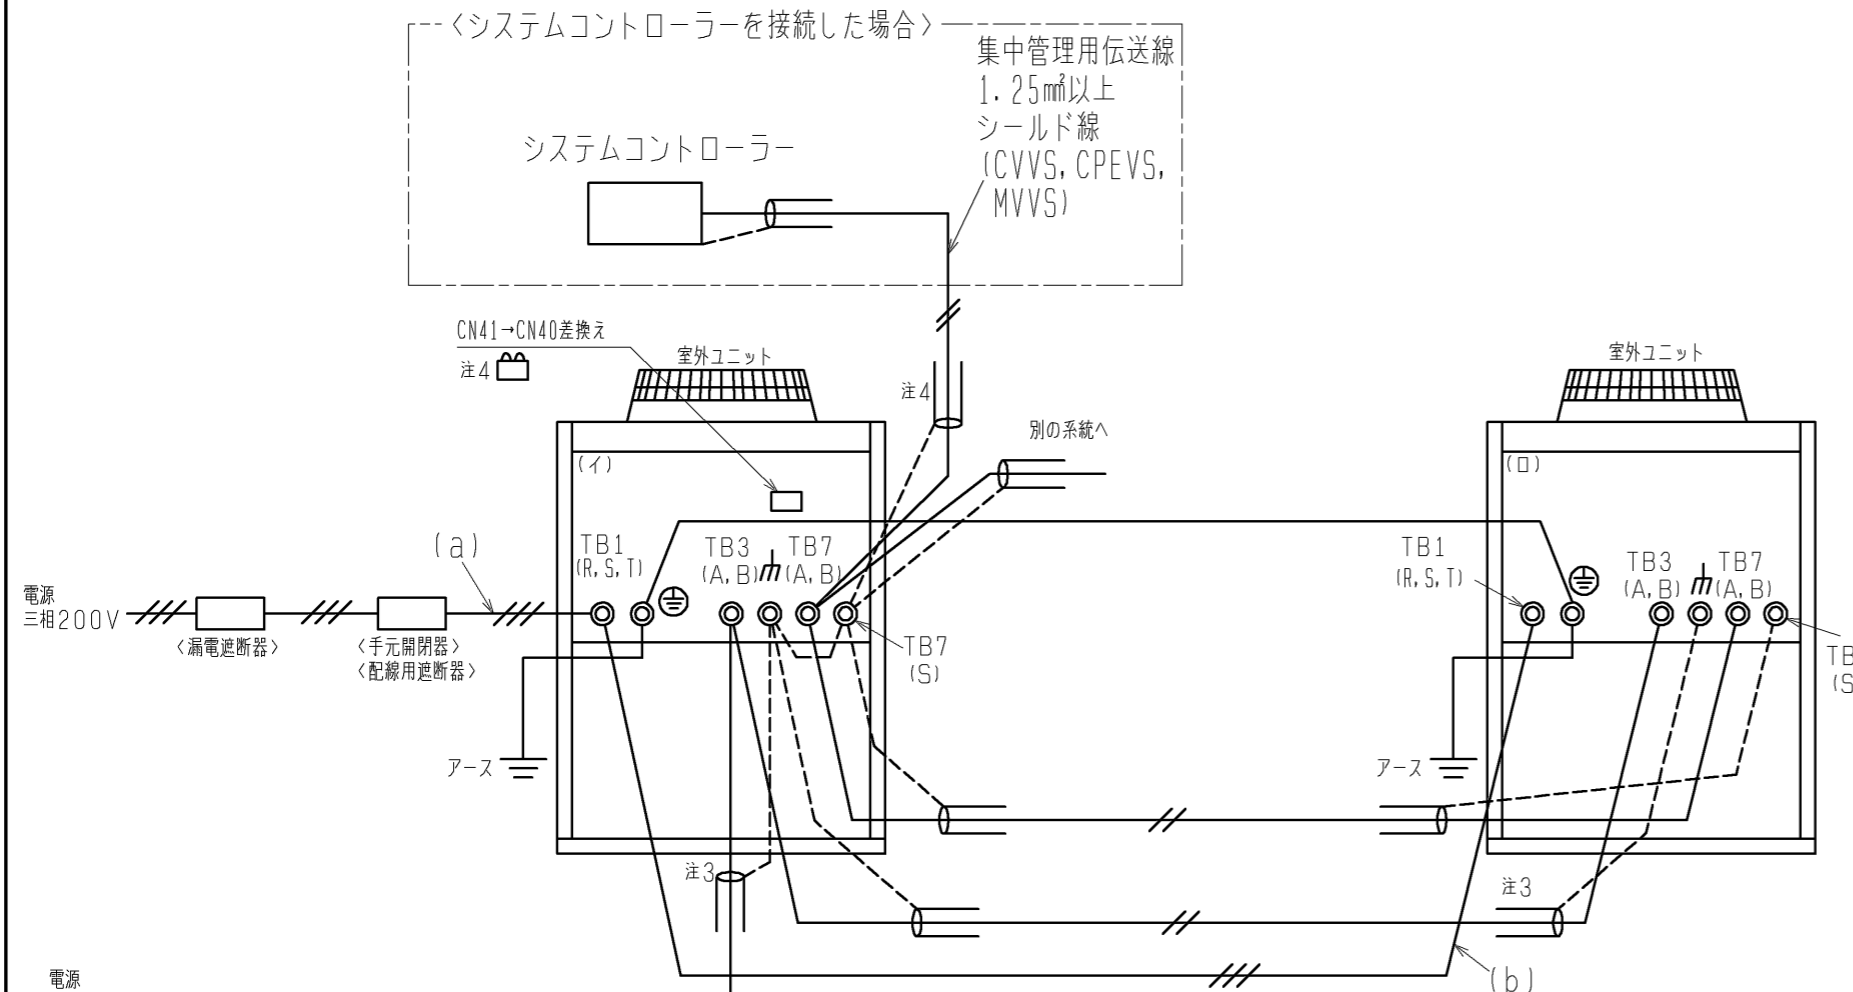 〈システムコントローラーを接続した場合〉
集中管理用伝送線
1.25㎟以上
シールド線
(CVVS, CPEVS,
MVVS)
システムコントローラー
CN41→CN40差換え
注4
室外ユニット
注4
別の系統へ
室外ユニット
(イ)
(ロ)
(a)
TB1
(R, S, T)
TB3
(A, B)
TB7
(A, B)
TB1
(R, S, T)
TB3
(A, B)
TB7
(A, B)
電源
三相200V
〈漏電遮断器〉
〈手元開閉器〉
〈配線用遮断器〉
TB7
(S)
TB
(S
アース
アース
注3
注3
電源
(b)